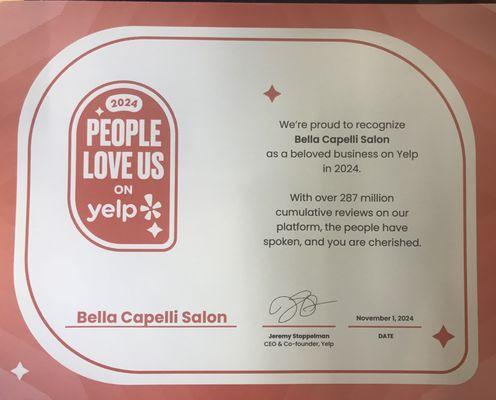 2024
PEOPLE
LOVE US
ON
yelp
We're proud to recognize
Bella Capelli Salon
as a beloved business on Yelp
in 2024.
With over 287 million
cumulative reviews on our
platform, the people have
spoken, and you are cherished.
Bella Capelli Salon
Jeremy Stoppelman
CEO & Co-founder, Yelp
November 1, 2024
DATE